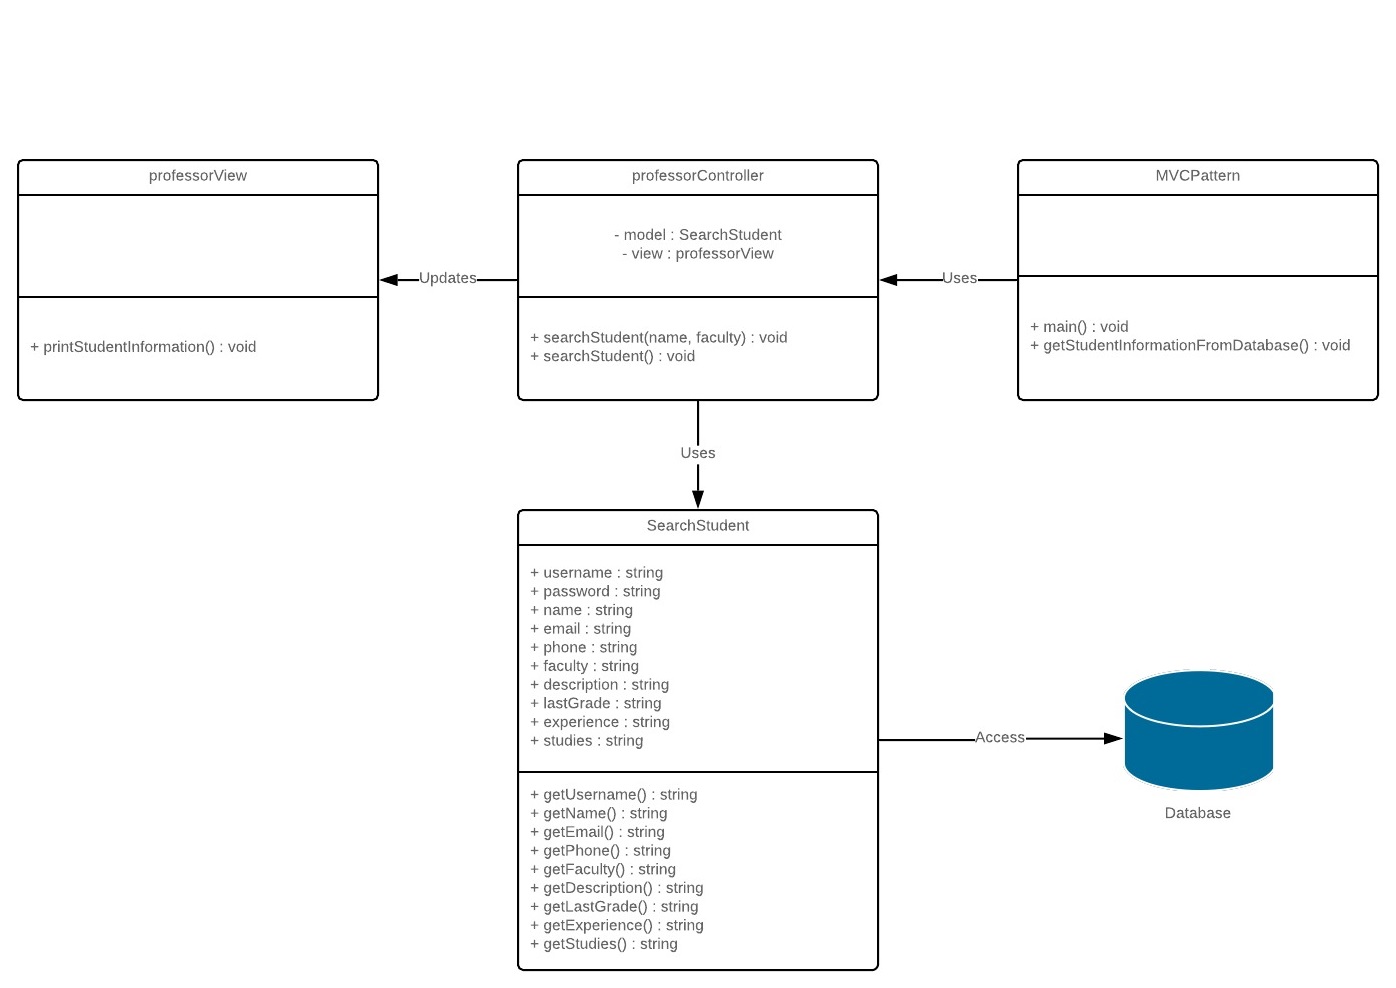 professorView
+ printStudentInformation() : void
Updates
professorController
- model : SearchStudent
- view : professorView
+ searchStudent(name, faculty) : void
+ searchStudent() : void
Uses
MVCPattern
+ main() : void
+ getStudentInformationFromDatabase() : void
Uses
SearchStudent
+ username : string
+ password : string
+ name : string
+ email : string
+ phone : string
+ faculty : string
+ description : string
+ lastGrade : string
+ experience : string
+ studies : string
+ getUsername() : string
+ getName() : string
+ getEmail() : string
+ getPhone() : string
+ getFaculty() : string
+ getDescription() : string
+ getLastGrade() : string
+ getExperience() : string
+ getStudies() : string
Access
Database